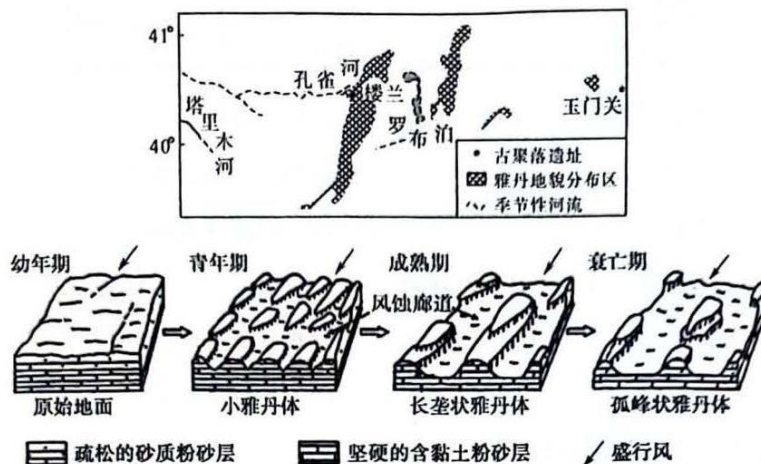 41°
40°
孔雀河
楼兰
罗布泊
塔里木河
玉门关
古聚落遗址
雅丹地貌分布区
季节性河流
幼年期
青年期
成熟期
衰亡期
风蚀廊道
原始地面
小雅丹体
长垄状雅丹体
孤峰状雅丹体
疏松的砂质粉砂层
坚硬的含黏土粉砂层
盛行风